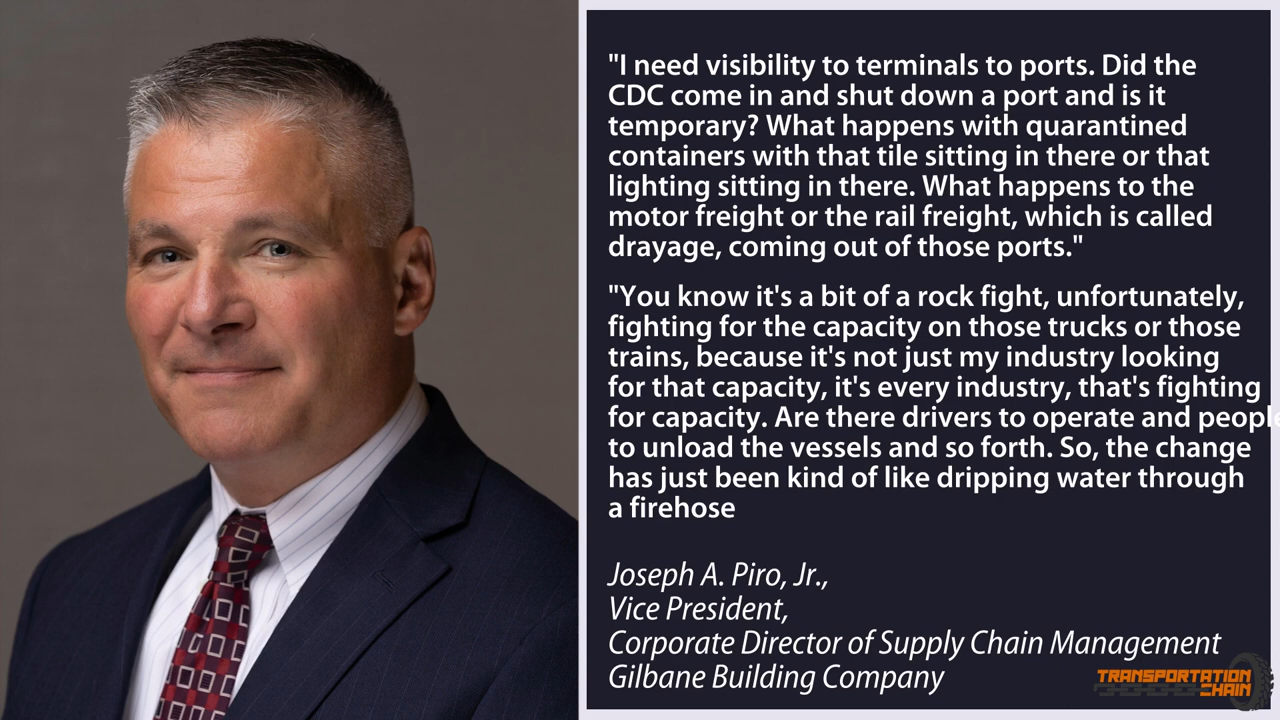 "I need visibility to terminals to ports. Did the
CDC come in and shut down a port and is it
temporary? What happens with quarantined
containers with that tile sitting in there or that
lighting sitting in there. What happens to the
motor freight or the rail freight, which is called
drayage, coming out of those ports."
"You know it's a bit of a rock fight, unfortunately,
fighting for the capacity on those trucks or those
trains, because it's not just my industry looking
for that capacity, it's every industry, that's fighting
for capacity. Are there drivers to operate and people
to unload the vessels and so forth. So, the change
has just been kind of like dripping water through
a firehose
Joseph A. Piro, Jr.,
Vice President,
Corporate Director of Supply Chain Management
Gilbane Building Company
TRANSPORTATION
CHAIN